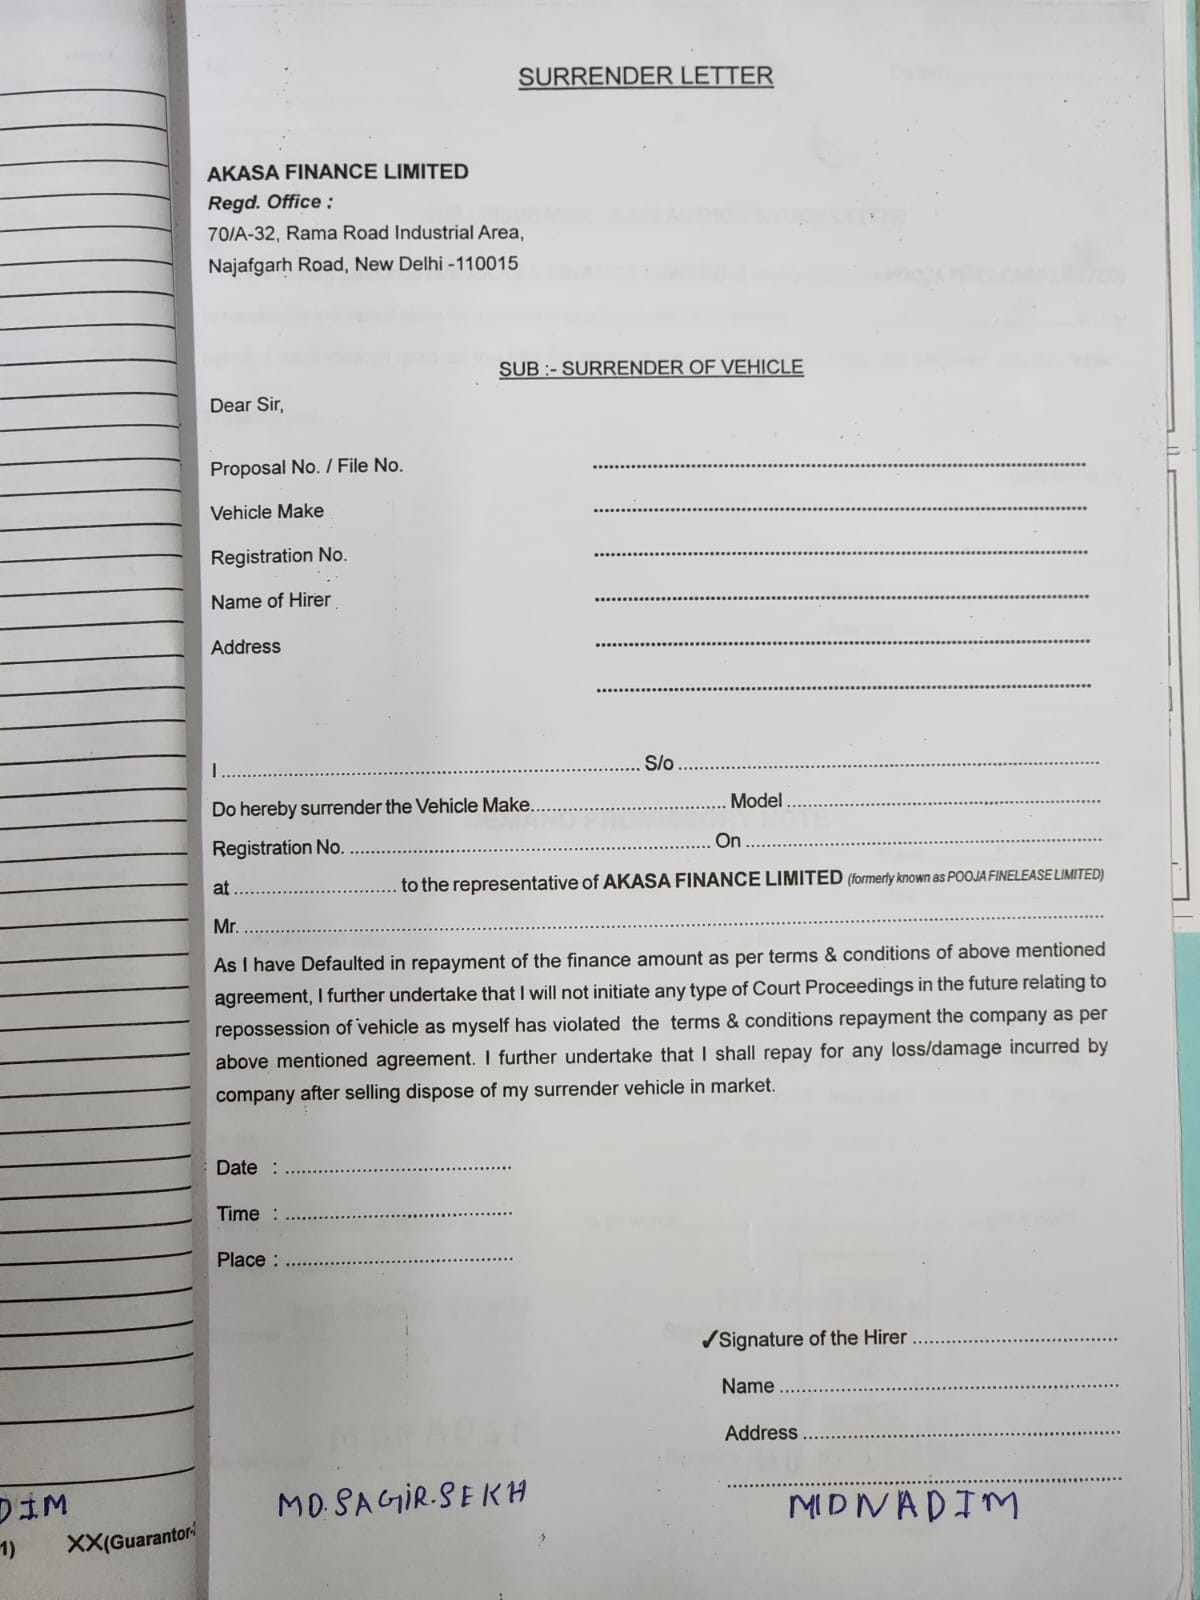 SURRENDER LETTER
AKASA FINANCE LIMITED
Regd. Office :
70/A-32, Rama Road Industrial Area,
Najafgarh Road, New Delhi -110015
SUB :- SURRENDER OF VEHICLE
Dear Sir,
Proposal No. / File No. ........................
Vehicle Make ........................
Registration No. ........................
Name of Hirer ........................
Address ........................
........................
I ........................ S/o ........................
Do hereby surrender the Vehicle Make........................ Model ........................
Registration No. ........................ On ........................
at ........................ to the representative of AKASA FINANCE LIMITED (formerly known as POOJA FINELEASE LIMITED)
Mr. ........................
As I have Defaulted in repayment of the finance amount as per terms & conditions of above mentioned
agreement, I further undertake that I will not initiate any type of Court Proceedings in the future relating to
repossession of vehicle as myself has violated the terms & conditions repayment the company as per
above mentioned agreement. I further undertake that I shall repay for any loss/damage incurred by
company after selling dispose of my surrender vehicle in market.
Date : ........................
Time : ........................
Place : ........................
✓Signature of the Hirer ........................
Name ........................
Address ........................
........................
DIM
MD.SAGIR.SEKH
MDNADIM
1) XX(Guarantor-